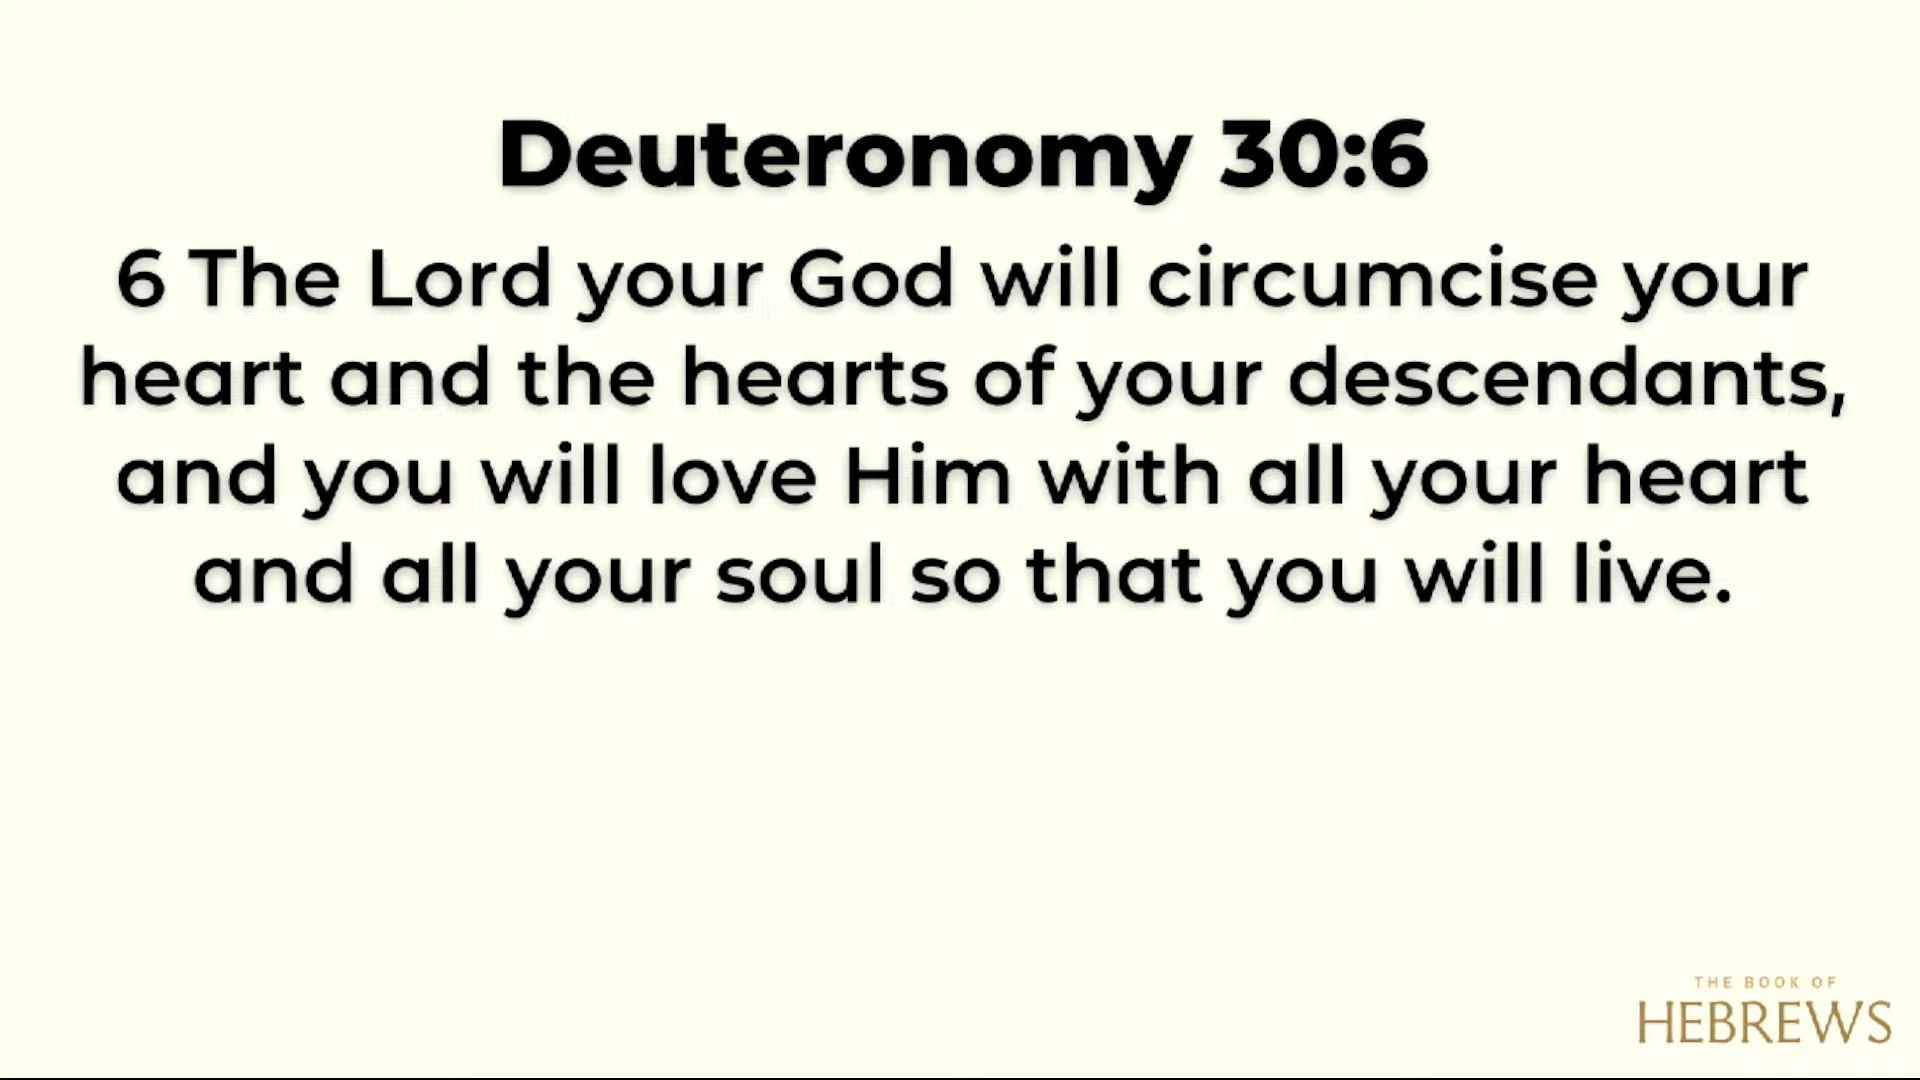 Deuteronomy 30:6
6 The Lord your God will circumcise your
heart and the hearts of your descendants,
and you will love Him with all your heart
and all your soul so that you will live.
THE BOOK OF
HEBREWS